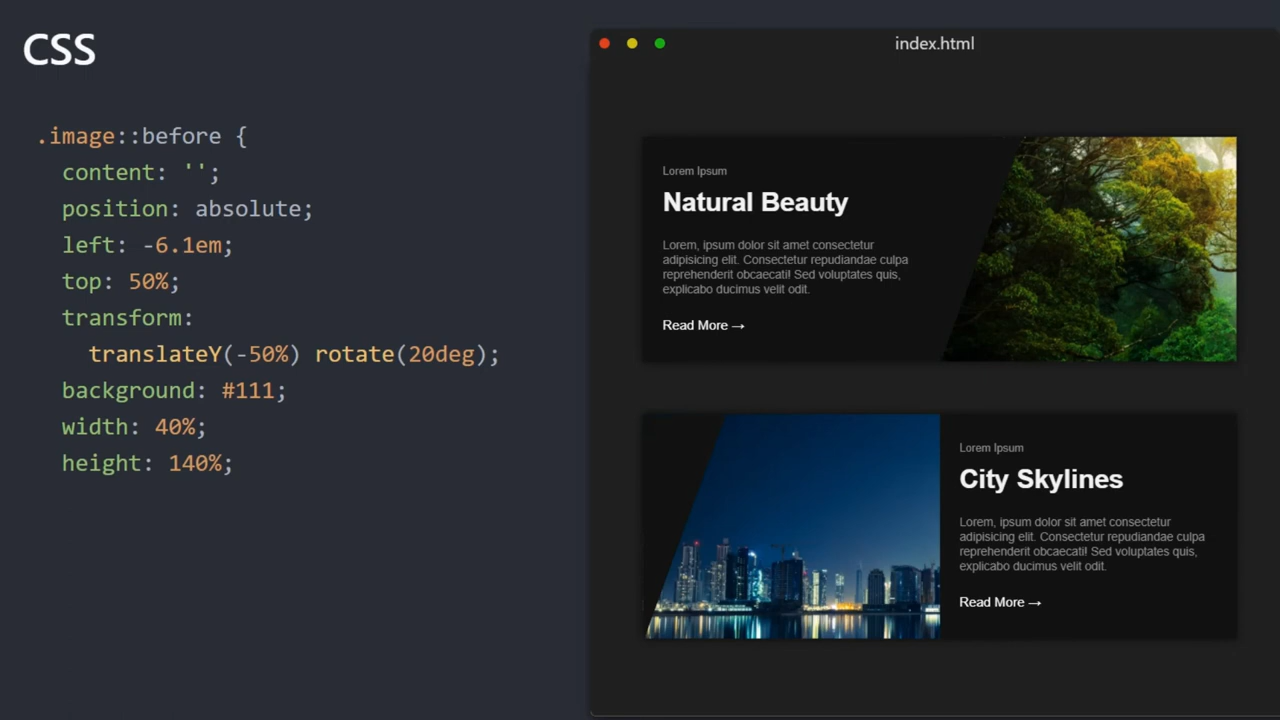 CSS
.image::before {
content: '';
position: absolute;
left: -6.1em;
top: 50%;
transform:
translateY(-50%) rotate(20deg);
background: #111;
width: 40%;
height: 140%;
index.html
Lorem Ipsum
Natural Beauty
Lorem, ipsum dolor sit amet consectetur
adipisicing elit. Consectetur repudiandae culpa
reprehenderit obcaecati! Sed voluptates quis,
explicabo ducimus velit odit.
Read More →
Lorem Ipsum
City Skylines
Lorem, ipsum dolor sit amet consectetur
adipisicing elit. Consectetur repudiandae culpa
reprehenderit obcaecati! Sed voluptates quis,
explicabo ducimus velit odit.
Read More →